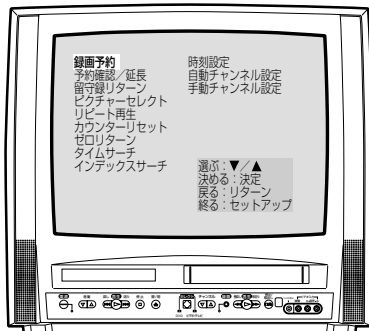 録画予約
予約確認／延長
留守録リターン
ピクチャーセレクト
リピート再生
カウンターリセット
ゼロリターン
タイムサーチ
インデックスサーチ
時刻設定
自動チャンネル設定
手動チャンネル設定
選ぶ：▼／▲
決める：決定
戻る：リターン
終る：セットアップ
チャンネル